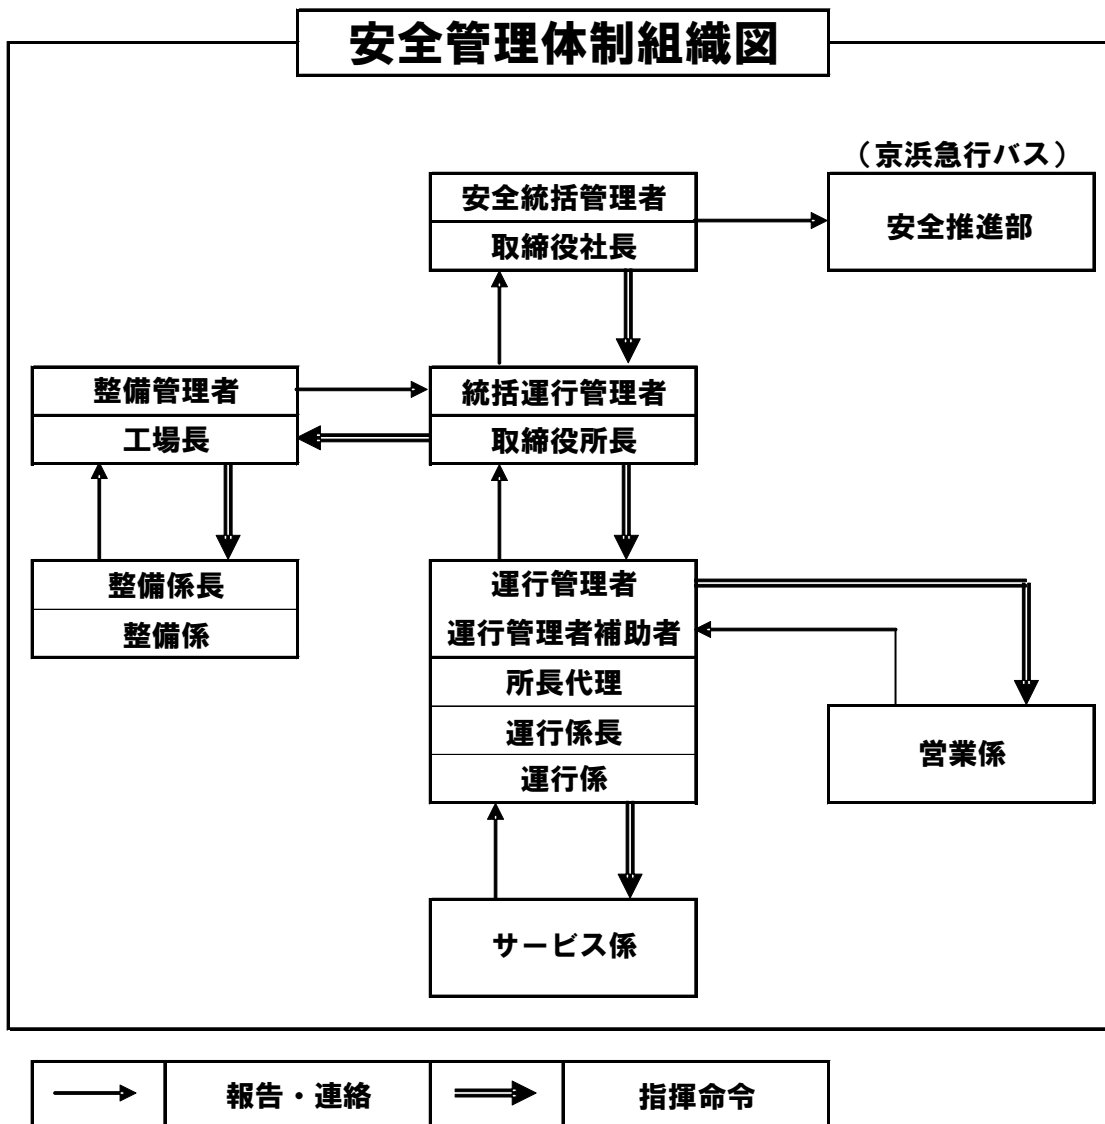 安全管理体制組織図
（京浜急行バス）
安全統括管理者
取締役社長
安全推進部
整備管理者
工場長
統括運行管理者
取締役所長
整備係長
整備係
運行管理者
運行管理者補助者
所長代理
運行係長
運行係
営業係
サービス係
報告・連絡
指揮命令